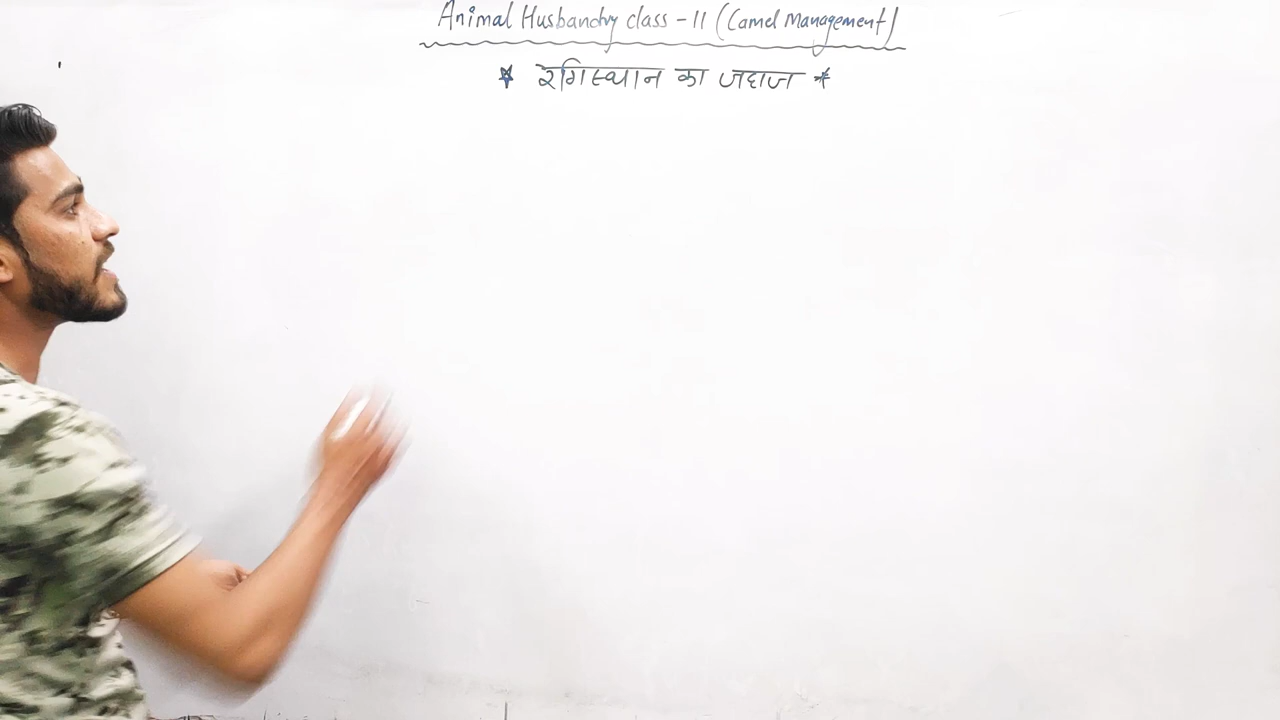 Animal Husbandry class - 11 (Camel Management)
* रेगिस्थान का जहाज *